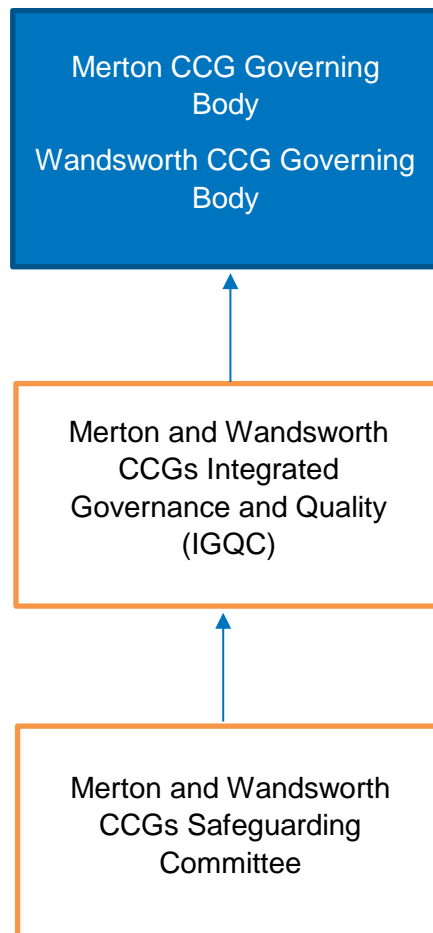 Merton CCG Governing
Body
Wandsworth CCG Governing
Body
Merton and Wandsworth
CCGs Integrated
Governance and Quality
(IGQC)
Merton and Wandsworth
CCGs Safeguarding
Committee